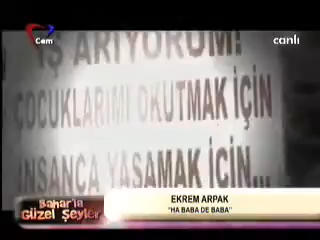 Cem
canlı
İŞ ARIYORUM!
ÇOCUKLARIMI OKUTMAK İÇİN
İNSANCA YAŞAMAK İÇİN...
Bahar'la
Güzel Şeyler
EKREM ARPAK
"HA BABA DE BABA"